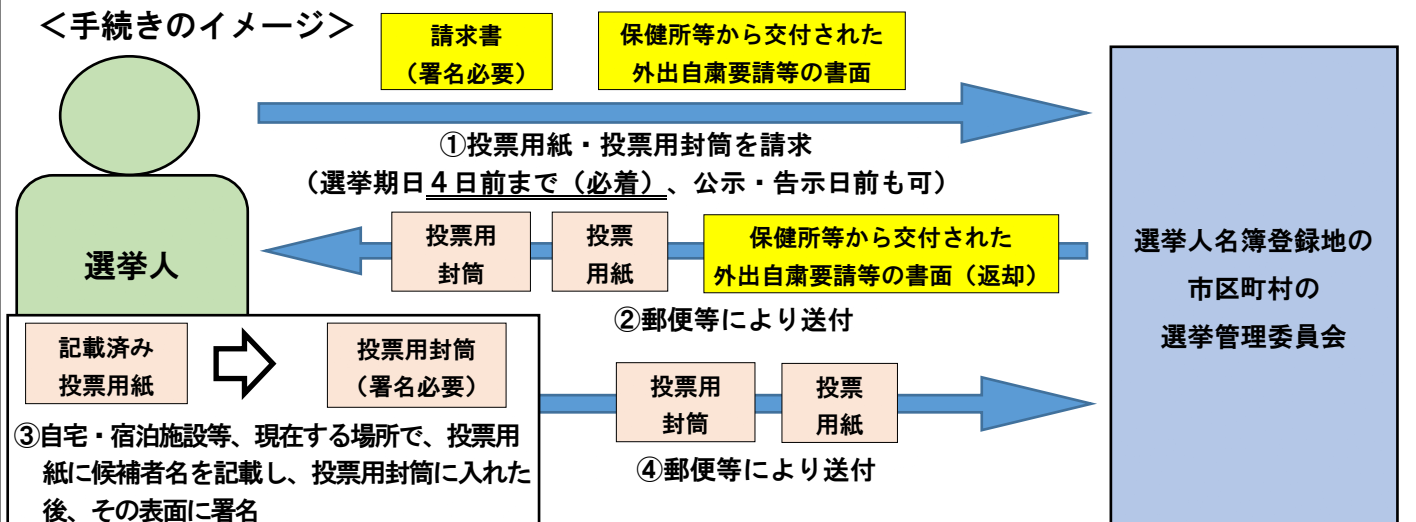 ＜手続きのイメージ＞
請求書
（署名必要）
保健所等から交付された
外出自粛要請等の書面
①投票用紙・投票用封筒を請求
（選挙期日４日前まで（必着）、公示・告示日前も可）
選挙人
投票用
封筒
投票
用紙
保健所等から交付された
外出自粛要請等の書面（返却）
②郵便等により送付
選挙人名簿登録地の
市区町村の
選挙管理委員会
記載済み
投票用紙
投票用封筒
（署名必要）
③自宅・宿泊施設等、現在する場所で、投票用
紙に候補者名を記載し、投票用封筒に入れた
後、その表面に署名
投票用
封筒
投票
用紙
④郵便等により送付